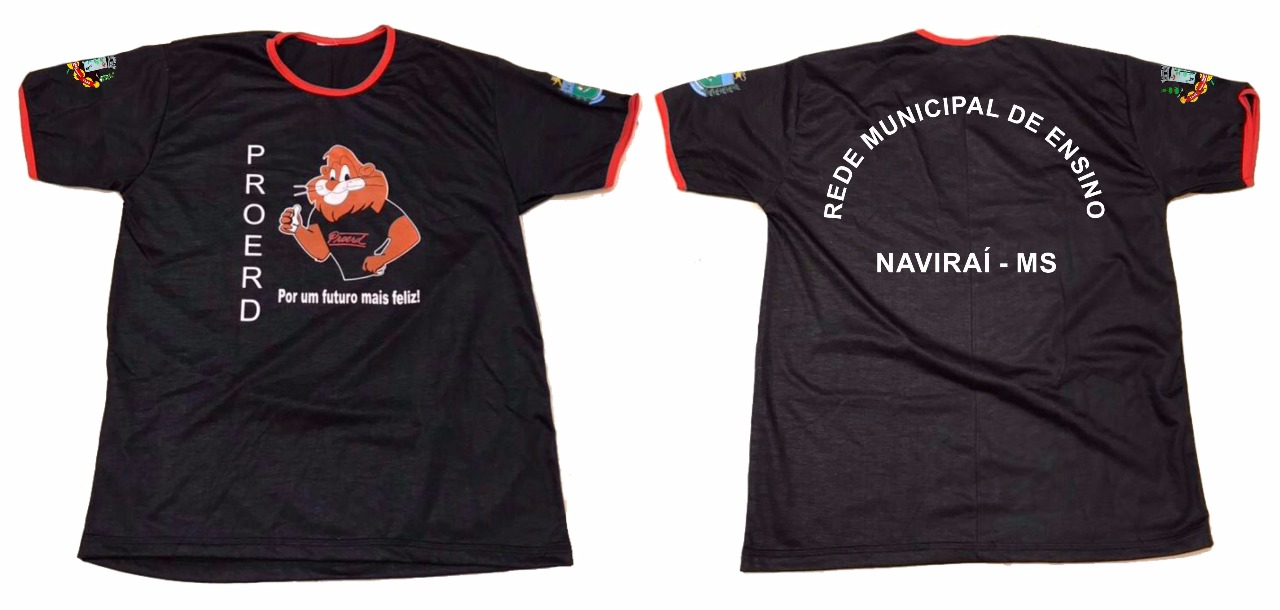 PROERD
Proerd
Por um futuro mais feliz!
REDE MUNICIPAL DE ENSINO
NAVIRAÍ - MS